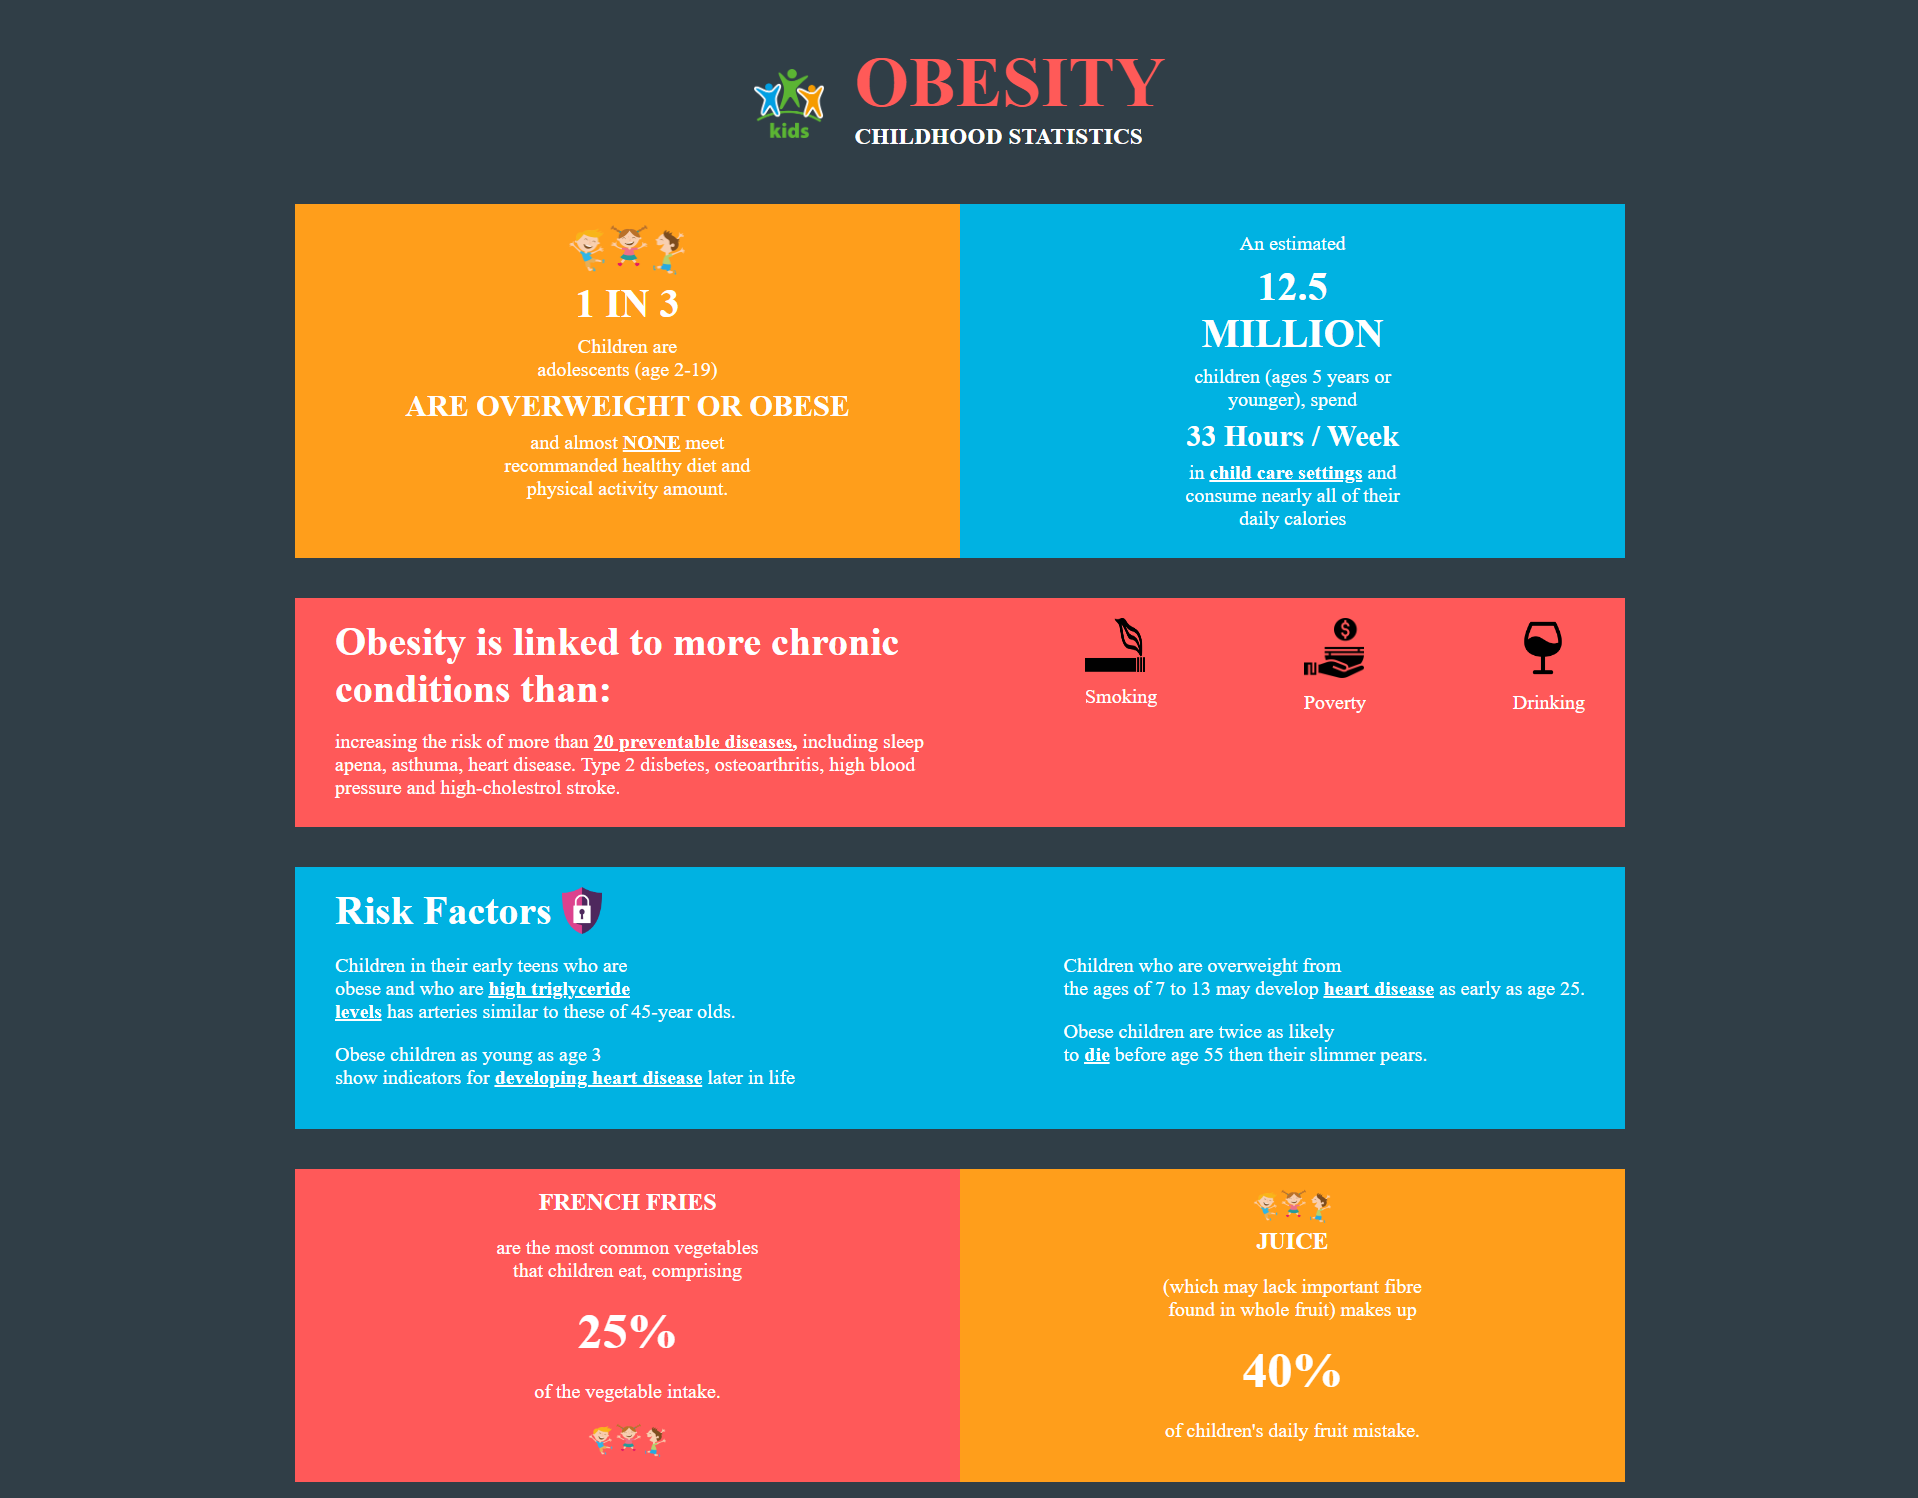 kids
OBESITY
CHILDHOOD STATISTICS
1 IN 3
Children are
adolescents (age 2-19)
ARE OVERWEIGHT OR OBESE
and almost NONE meet
recommanded healthy diet and
physical activity amount.
An estimated
12.5
MILLION
children (ages 5 years or
younger), spend
33 Hours / Week
in child care settings and
consume nearly all of their
daily calories
Obesity is linked to more chronic
conditions than:
increasing the risk of more than 20 preventable diseases, including sleep
apena, asthuma, heart disease. Type 2 disbetes, osteoarthritis, high blood
pressure and high-cholestrol stroke.
Smoking
Poverty
Drinking
Risk Factors
Children in their early teens who are
obese and who are high triglyceride
levels has arteries similar to these of 45-year olds.
Obese children as young as age 3
show indicators for developing heart disease later in life
Children who are overweight from
the ages of 7 to 13 may develop heart disease as early as age 25.
Obese children are twice as likely
to die before age 55 then their slimmer pears.
FRENCH FRIES
are the most common vegetables
that children eat, comprising
25%
of the vegetable intake.
JUICE
(which may lack important fibre
found in whole fruit) makes up
40%
of children's daily fruit mistake.